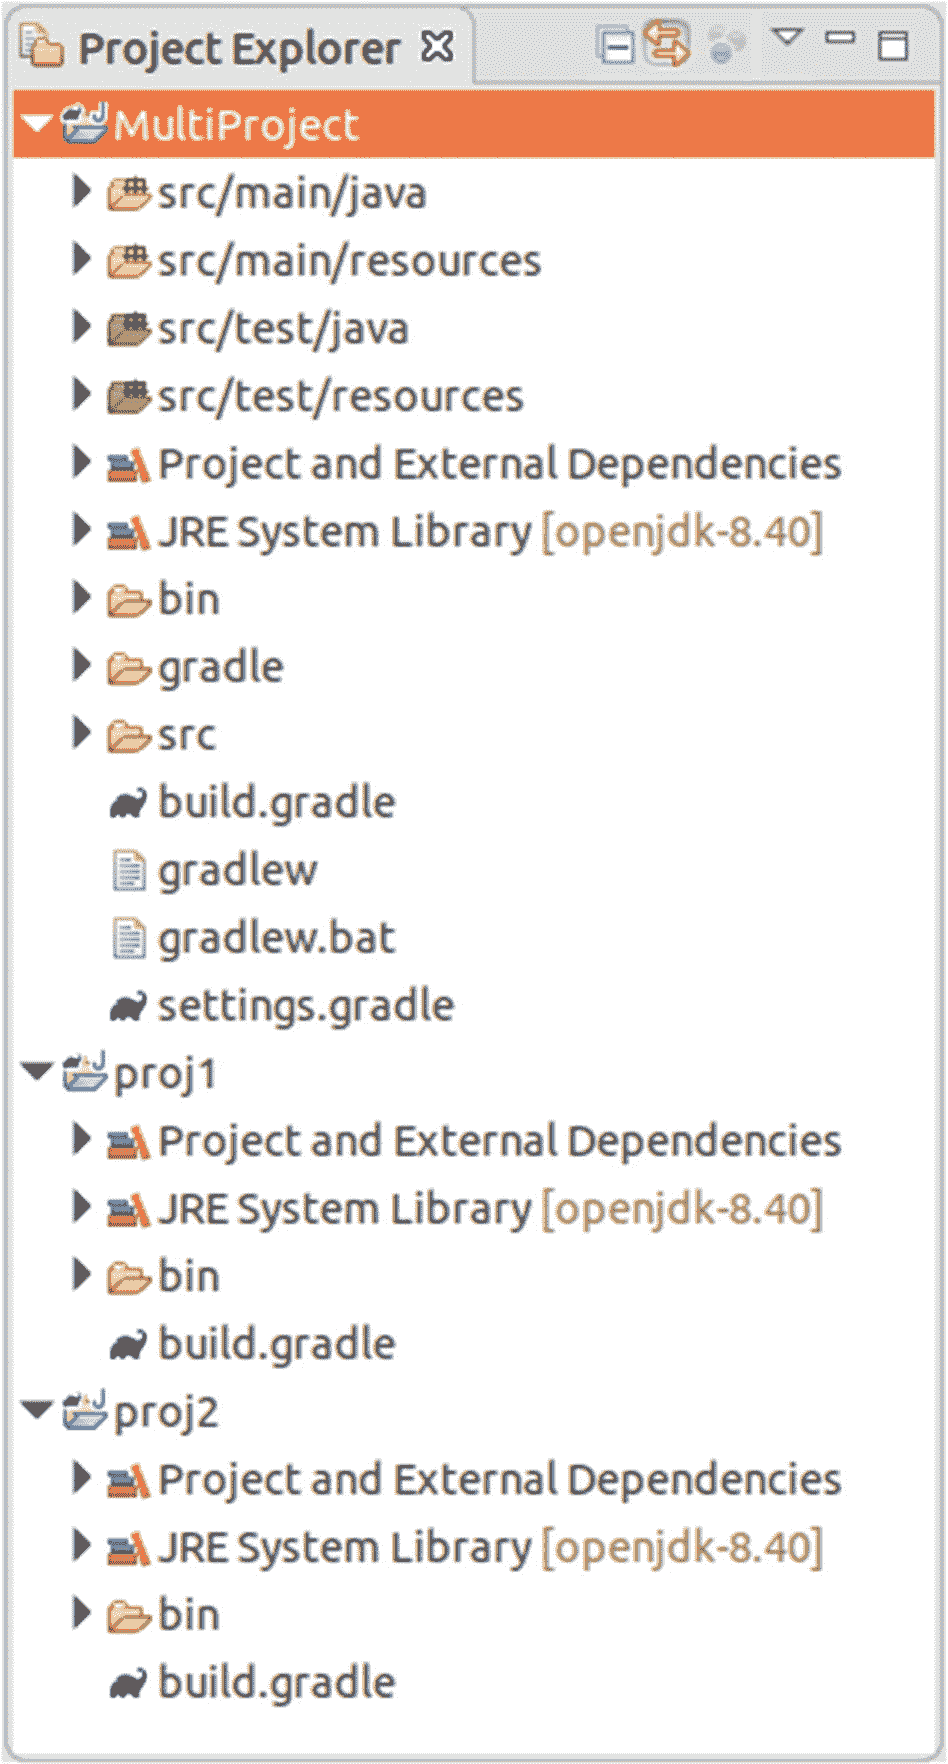 Project Explorer
MultiProject
src/main/java
src/main/resources
src/test/java
src/test/resources
Project and External Dependencies
JRE System Library [openjdk-8.40]
bin
gradle
src
build.gradle
gradlew
gradlew.bat
settings.gradle
proj1
Project and External Dependencies
JRE System Library [openjdk-8.40]
bin
build.gradle
proj2
Project and External Dependencies
JRE System Library [openjdk-8.40]
bin
build.gradle